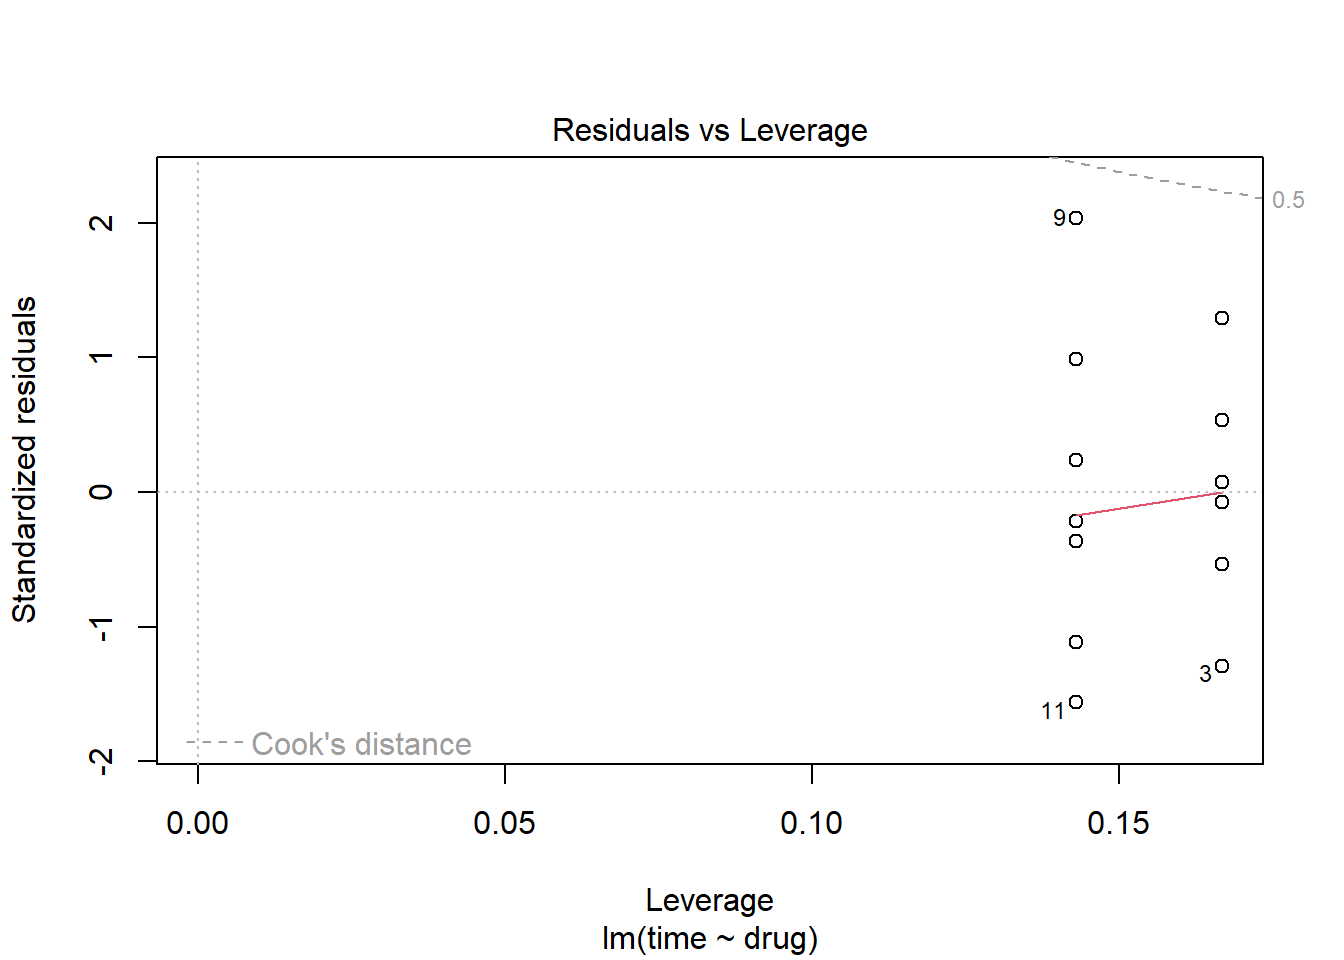 Residuals vs Leverage
0.5
9
3
11
Cook's distance
Standardized residuals
2
1
0
-1
-2
0.00 0.05 0.10 0.15
Leverage
lm(time ~ drug)